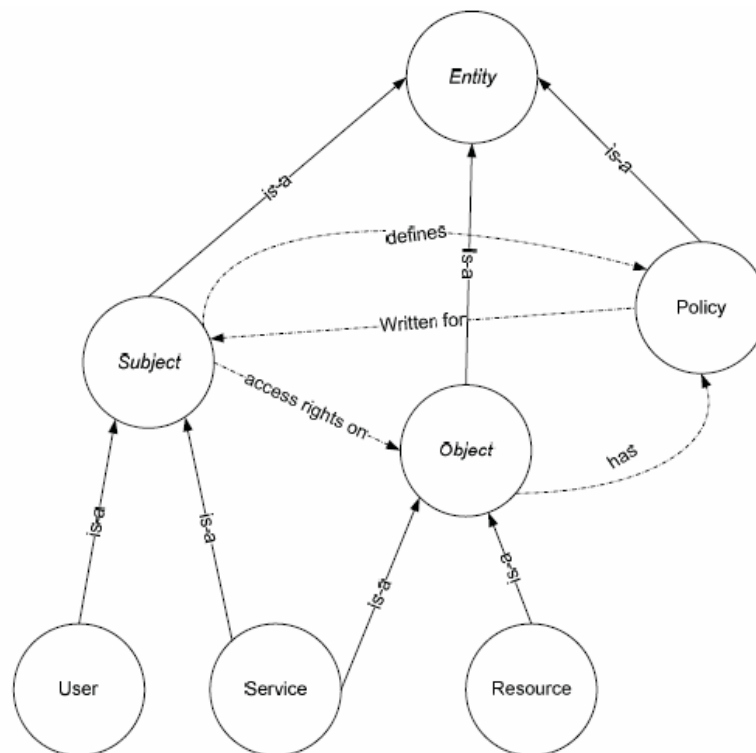 Entity
is-a
is-a
defines
is-a
Policy
Written for
Subject
access rights on
Object
has
is-a
is-a
is-a
is-a
User
Service
Resource